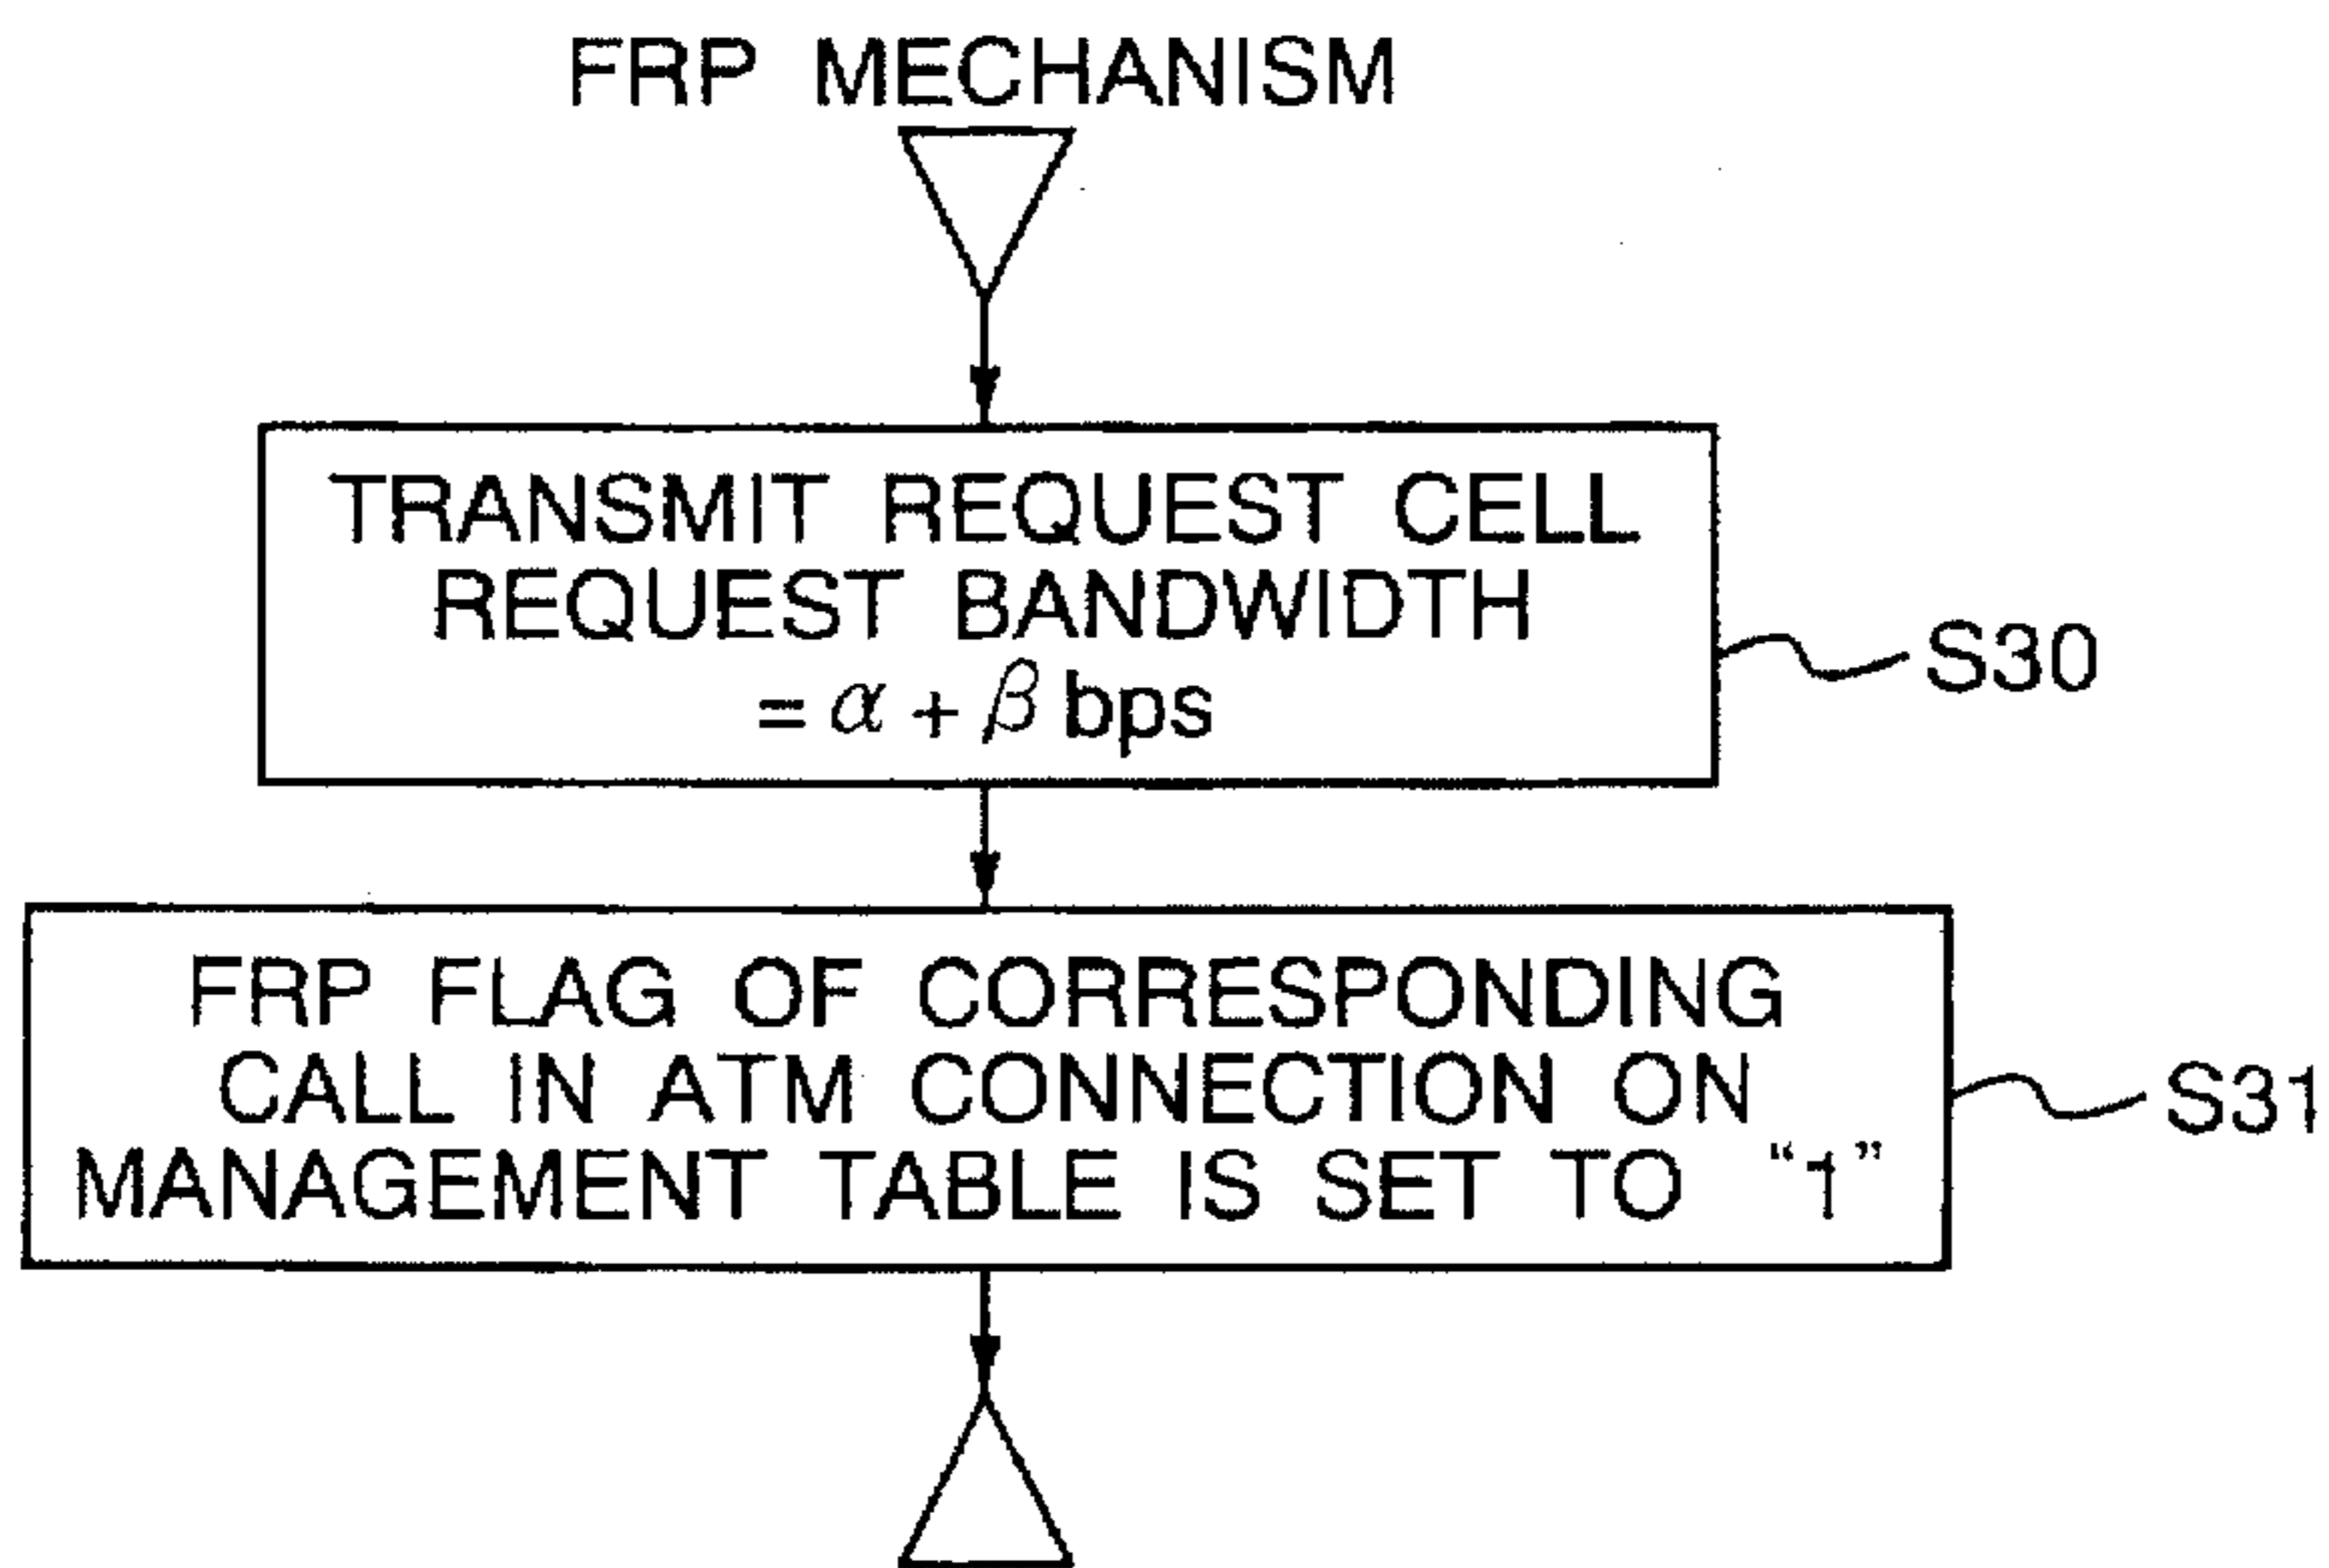 FRP MECHANISM
TRANSMIT REQUEST CELL
REQUEST BANDWIDTH
= α + β bps
S30
FRP FLAG OF CORRESPONDING
CALL IN ATM CONNECTION ON
MANAGEMENT TABLE IS SET TO “1”
S31